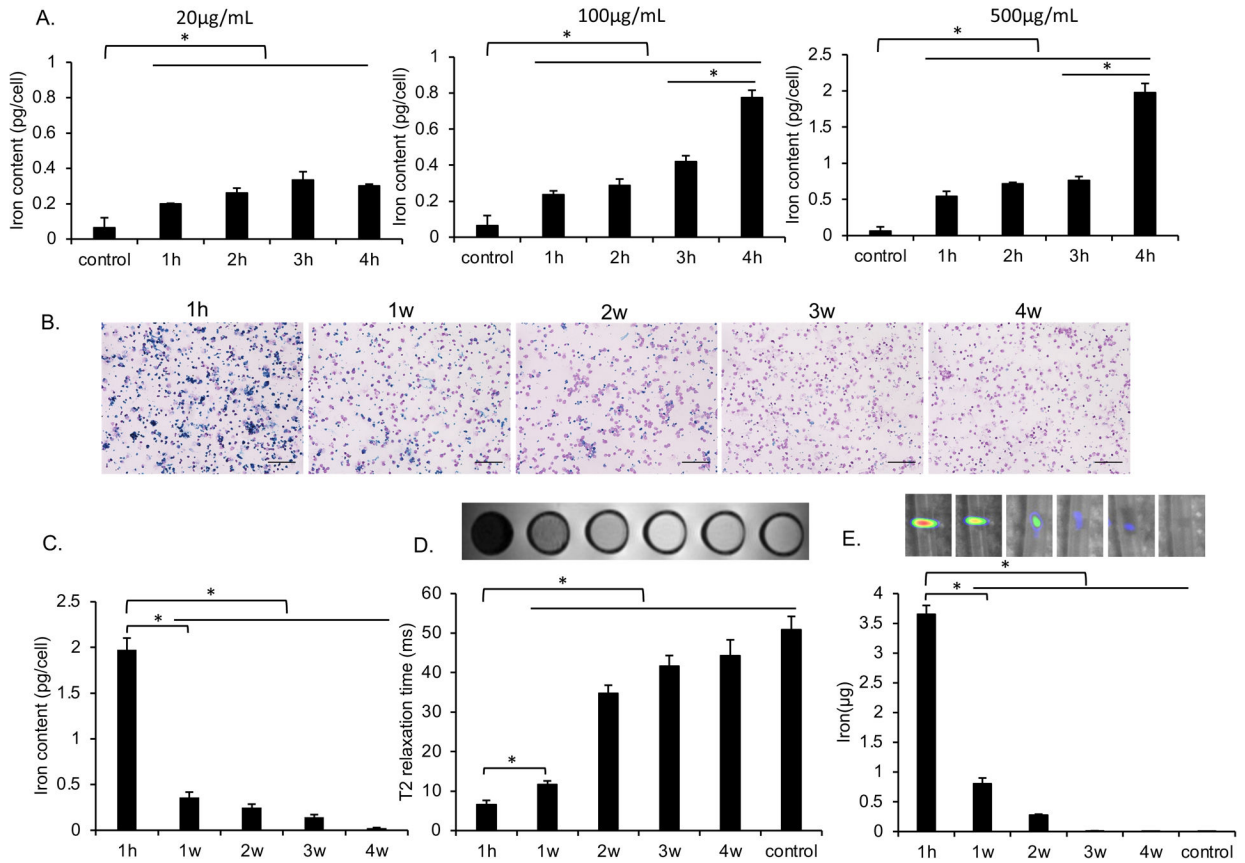 A.
20µg/mL
100µg/mL
500µg/mL
*
Iron content (pg/cell)
1
0.8
0.6
0.4
0.2
0
control 1h 2h 3h 4h
*
*
Iron content (pg/cell)
1
0.8
0.6
0.4
0.2
0
control 1h 2h 3h 4h
*
*
Iron content (pg/cell)
2.5
2
1.5
1
0.5
0
control 1h 2h 3h 4h
B.
1h 1w 2w 3w 4w
C.
*
*
Iron content (pg/cell)
2.5
2
1.5
1
0.5
0
1h 1w 2w 3w 4w
D.
*
*
T2 relaxation time (ms)
60
50
40
30
20
10
0
1h 1w 2w 3w 4w control
E.
*
*
Iron(µg)
4
3.5
3
2.5
2
1.5
1
0.5
0
1h 1w 2w 3w 4w control